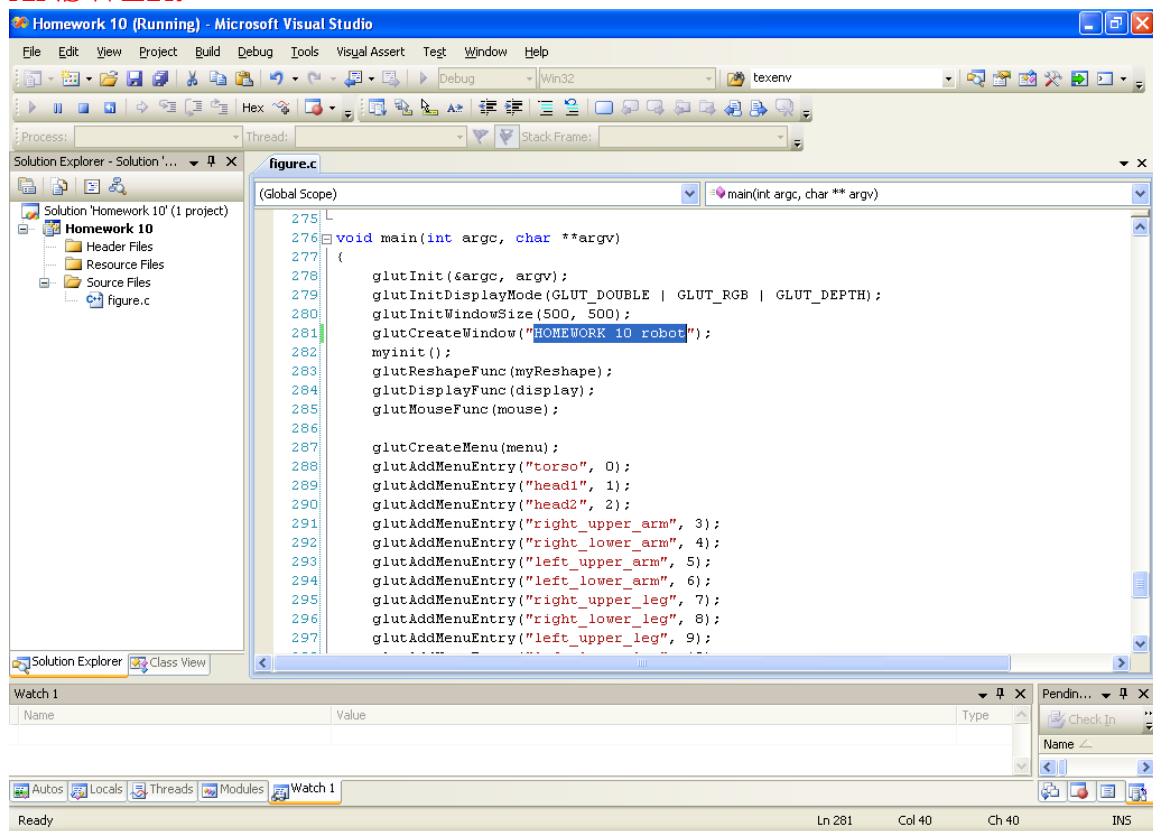 Homework 10 (Running) - Microsoft Visual Studio
File Edit View Project Build Debug Tools Visual Assert Test Window Help
Debug Win32 texenv
Hex
Process: Thread: Stack Frame:
Solution Explorer - Solution '...
figure.c
(Global Scope) main(int argc, char ** argv)
Solution 'Homework 10' (1 project)
Homework 10
Header Files
Resource Files
Source Files
figure.c
275
276 void main(int argc, char **argv)
277 {
278 glutInit(&argc, argv);
279 glutInitDisplayMode(GLUT_DOUBLE | GLUT_RGB | GLUT_DEPTH);
280 glutInitWindowSize(500, 500);
281 glutCreateWindow("HOMEWORK 10 robot");
282 myinit();
283 glutReshapeFunc(myReshape);
284 glutDisplayFunc(display);
285 glutMouseFunc(mouse);
286
287 glutCreateMenu(menu);
288 glutAddMenuEntry("torso", 0);
289 glutAddMenuEntry("head1", 1);
290 glutAddMenuEntry("head2", 2);
291 glutAddMenuEntry("right_upper_arm", 3);
292 glutAddMenuEntry("right_lower_arm", 4);
293 glutAddMenuEntry("left_upper_arm", 5);
294 glutAddMenuEntry("left_lower_arm", 6);
295 glutAddMenuEntry("right_upper_leg", 7);
296 glutAddMenuEntry("right_lower_leg", 8);
297 glutAddMenuEntry("left_upper_leg", 9);
Solution Explorer Class View
Watch 1
Name Value Type
Pendin...
Check In
Name
Autos Locals Threads Modules Watch 1
Ready Ln 281 Col 40 Ch 40 INS